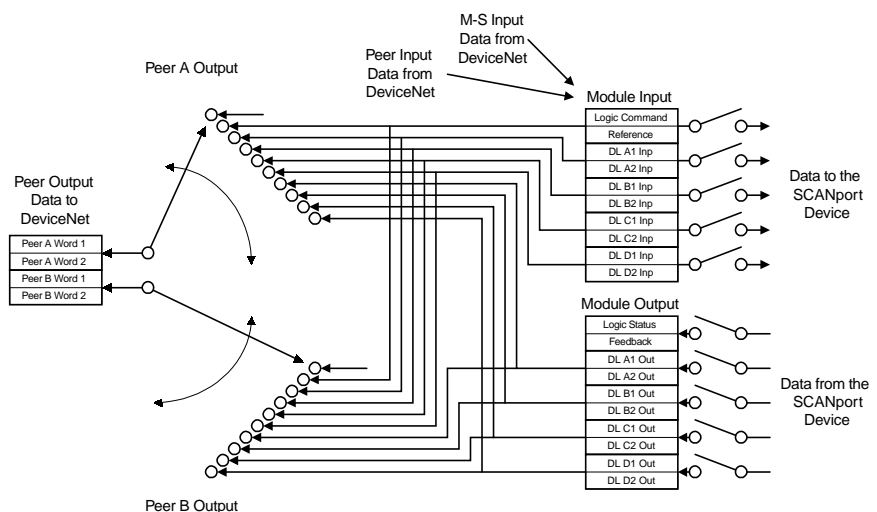 M-S Input
Data from
DeviceNet
Peer Input
Data from
DeviceNet
Peer A Output
Module Input
Logic Command
Reference
DL A1 Inp
DL A2 Inp
DL B1 Inp
DL B2 Inp
DL C1 Inp
DL C2 Inp
DL D1 Inp
DL D2 Inp
Data to the
SCANport
Device
Peer Output
Data to
DeviceNet
Peer A Word 1
Peer A Word 2
Peer B Word 1
Peer B Word 2
Module Output
Logic Status
Feedback
DL A1 Out
DL A2 Out
DL B1 Out
DL B2 Out
DL C1 Out
DL C2 Out
DL D1 Out
DL D2 Out
Data from the
SCANport
Device
Peer B Output